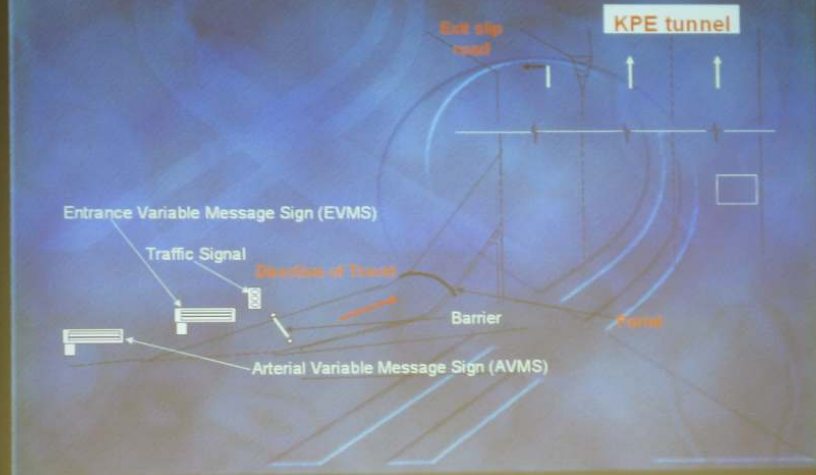 Exit slip
road
KPE tunnel
Entrance Variable Message Sign (EVMS)
Traffic Signal
Direction of Travel
Barrier
Portal
Arterial Variable Message Sign (AVMS)